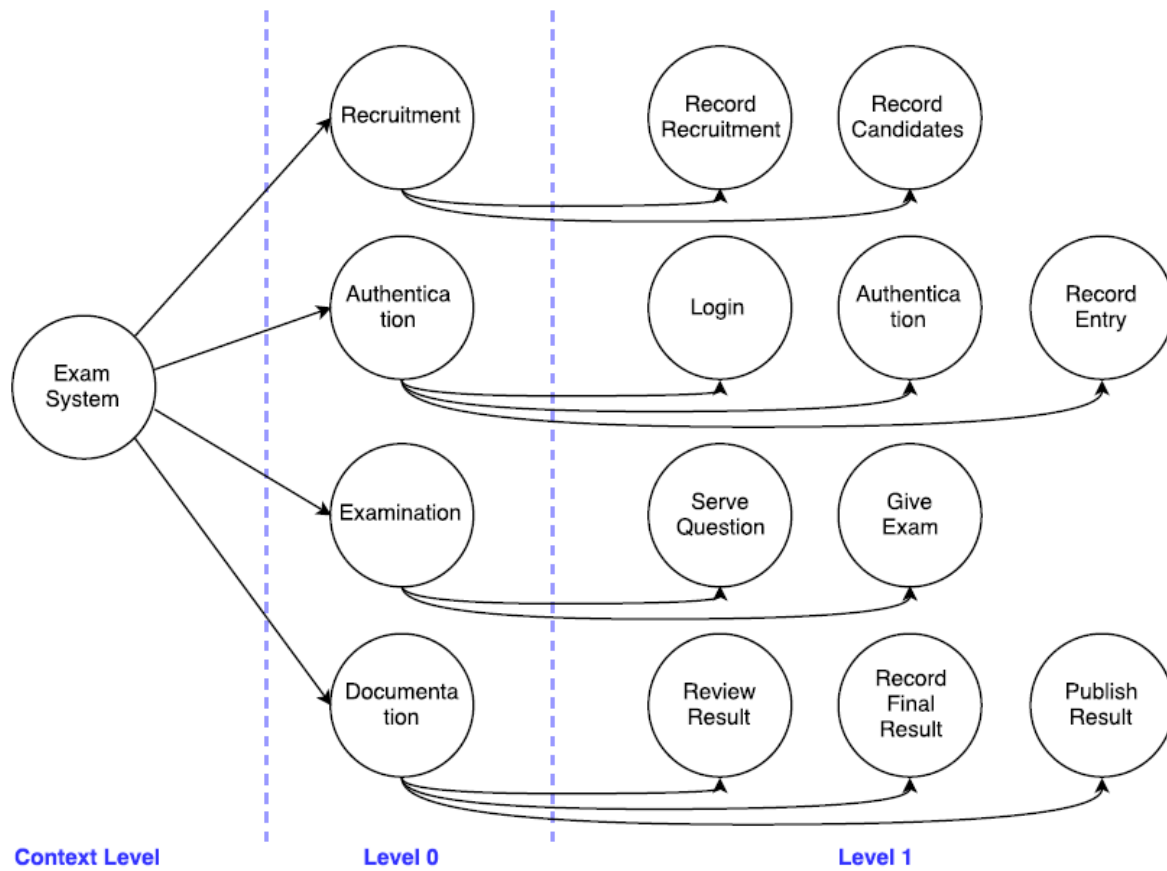 Recruitment
Record
Recruitment
Record
Candidates
Authentica
tion
Login
Authentica
tion
Record
Entry
Exam
System
Examination
Serve
Question
Give
Exam
Documenta
tion
Review
Result
Record
Final
Result
Publish
Result
Context Level
Level 0
Level 1